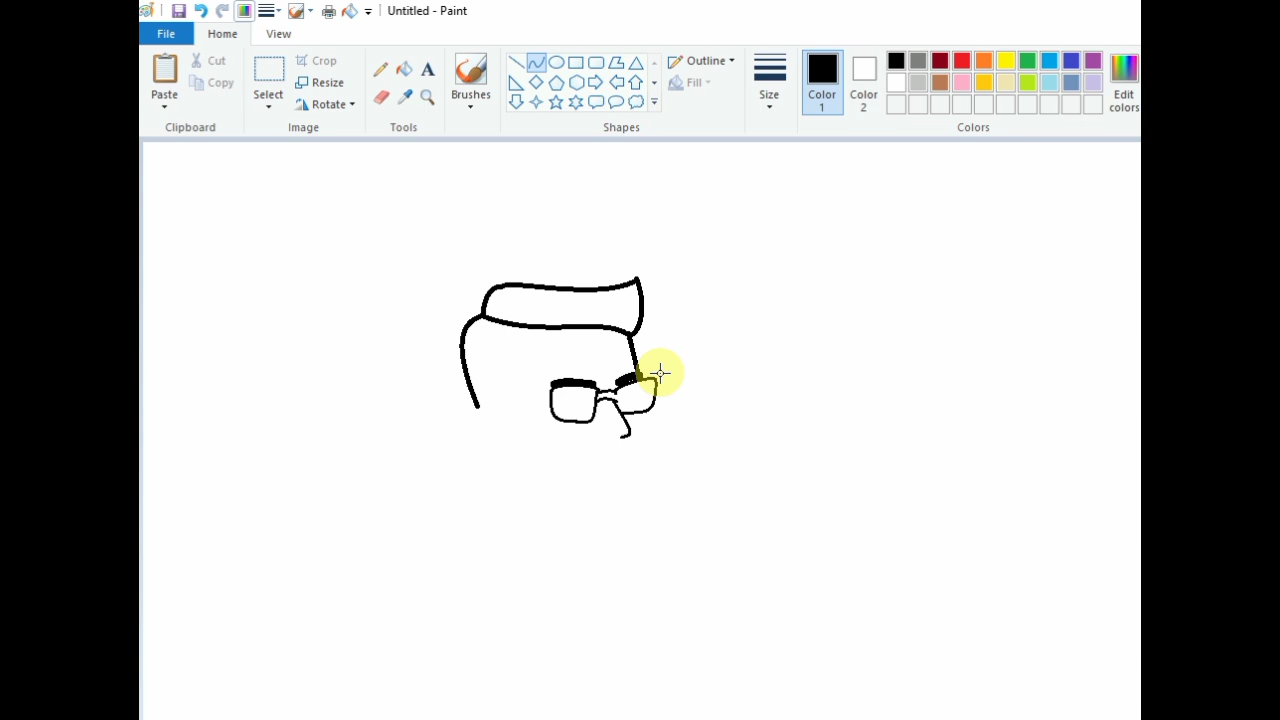 Untitled - Paint
File Home View
Paste Cut Copy Select Crop Resize Rotate A Brushes Outline Fill Size Color 1 Color 2 Edit colors
Clipboard Image Tools Shapes Colors